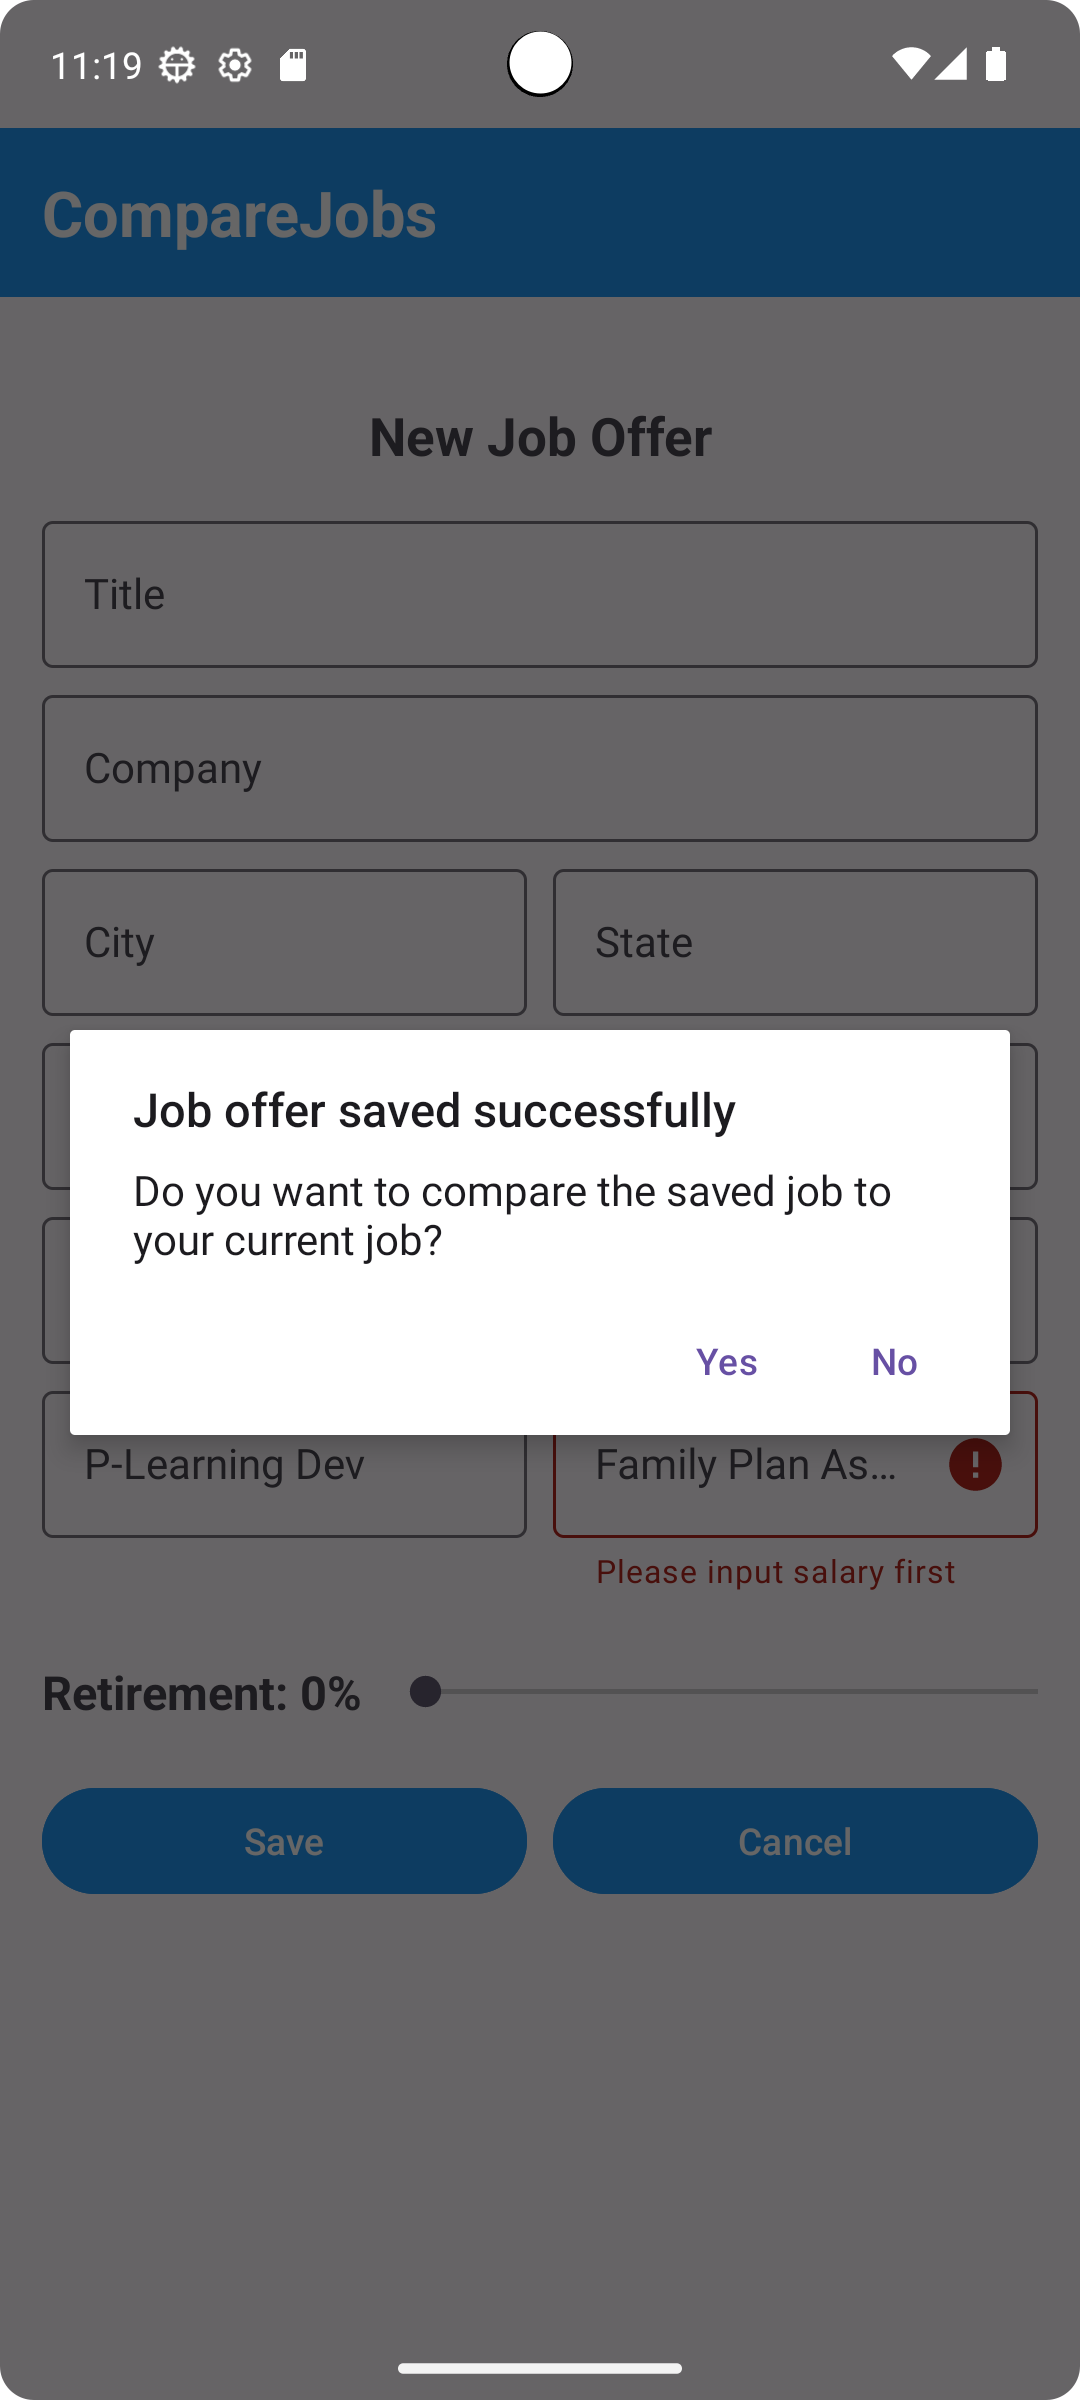 11:19
CompareJobs
New Job Offer
Title
Company
City
State
Job offer saved successfully
Do you want to compare the saved job to
your current job?
Yes
No
P-Learning Dev
Family Plan As...
Please input salary first
Retirement: 0%
Save
Cancel